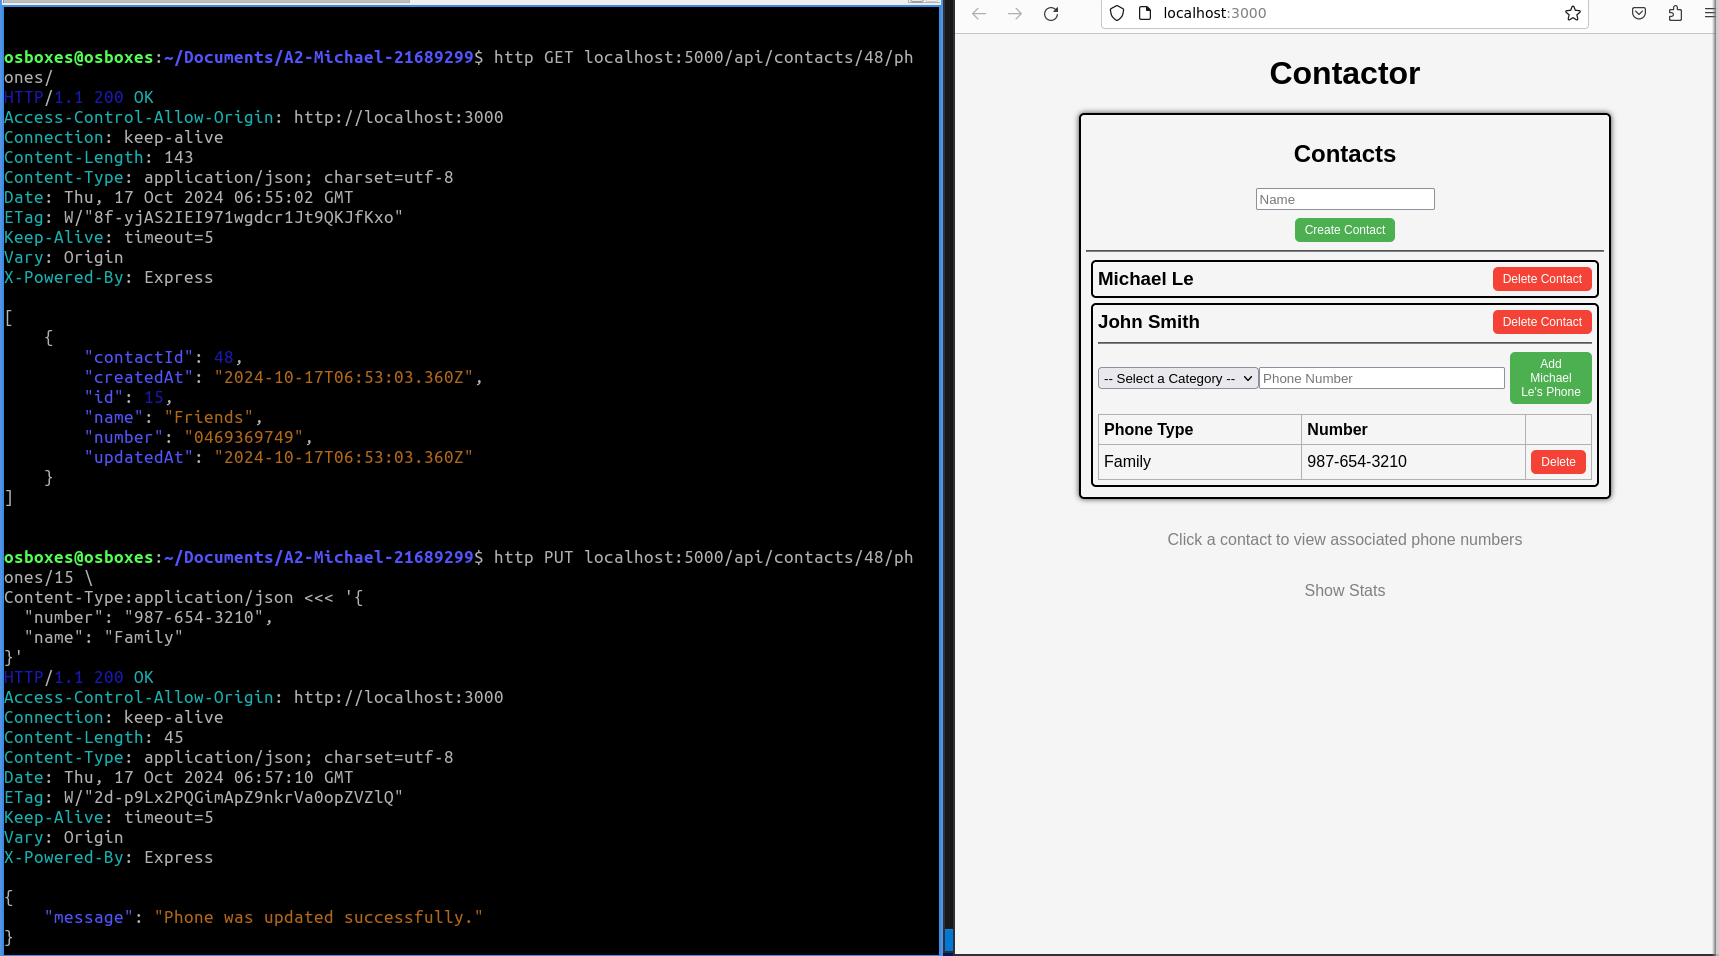 osboxes@osboxes:~/Documents/A2-Michael-21689299$ http GET localhost:5000/api/contacts/48/ph
ones/
HTTP/1.1 200 OK
Access-Control-Allow-Origin: http://localhost:3000
Connection: keep-alive
Content-Length: 143
Content-Type: application/json; charset=utf-8
Date: Thu, 17 Oct 2024 06:55:02 GMT
ETag: W/"8f-yjAS2IEI971wgdcr1Jt9QKJfKxo"
Keep-Alive: timeout=5
Vary: Origin
X-Powered-By: Express
[
    {
        "contactId": 48,
        "createdAt": "2024-10-17T06:53:03.360Z",
        "id": 15,
        "name": "Friends",
        "number": "0469369749",
        "updatedAt": "2024-10-17T06:53:03.360Z"
    }
]
osboxes@osboxes:~/Documents/A2-Michael-21689299$ http PUT localhost:5000/api/contacts/48/ph
ones/15 \
Content-Type:application/json <<< '{
  "number": "987-654-3210",
  "name": "Family"
}'
HTTP/1.1 200 OK
Access-Control-Allow-Origin: http://localhost:3000
Connection: keep-alive
Content-Length: 45
Content-Type: application/json; charset=utf-8
Date: Thu, 17 Oct 2024 06:57:10 GMT
ETag: W/"2d-p9Lx2PQGimApZ9nkrVa0opZVZlQ"
Keep-Alive: timeout=5
Vary: Origin
X-Powered-By: Express
{
    "message": "Phone was updated successfully."
}
localhost:3000
Contactor
Contacts
Name
Create Contact
Michael Le Delete Contact
John Smith Delete Contact
-- Select a Category -- Phone Number
Add
Michael
Le's Phone
Phone Type Number
Family 987-654-3210 Delete
Click a contact to view associated phone numbers
Show Stats